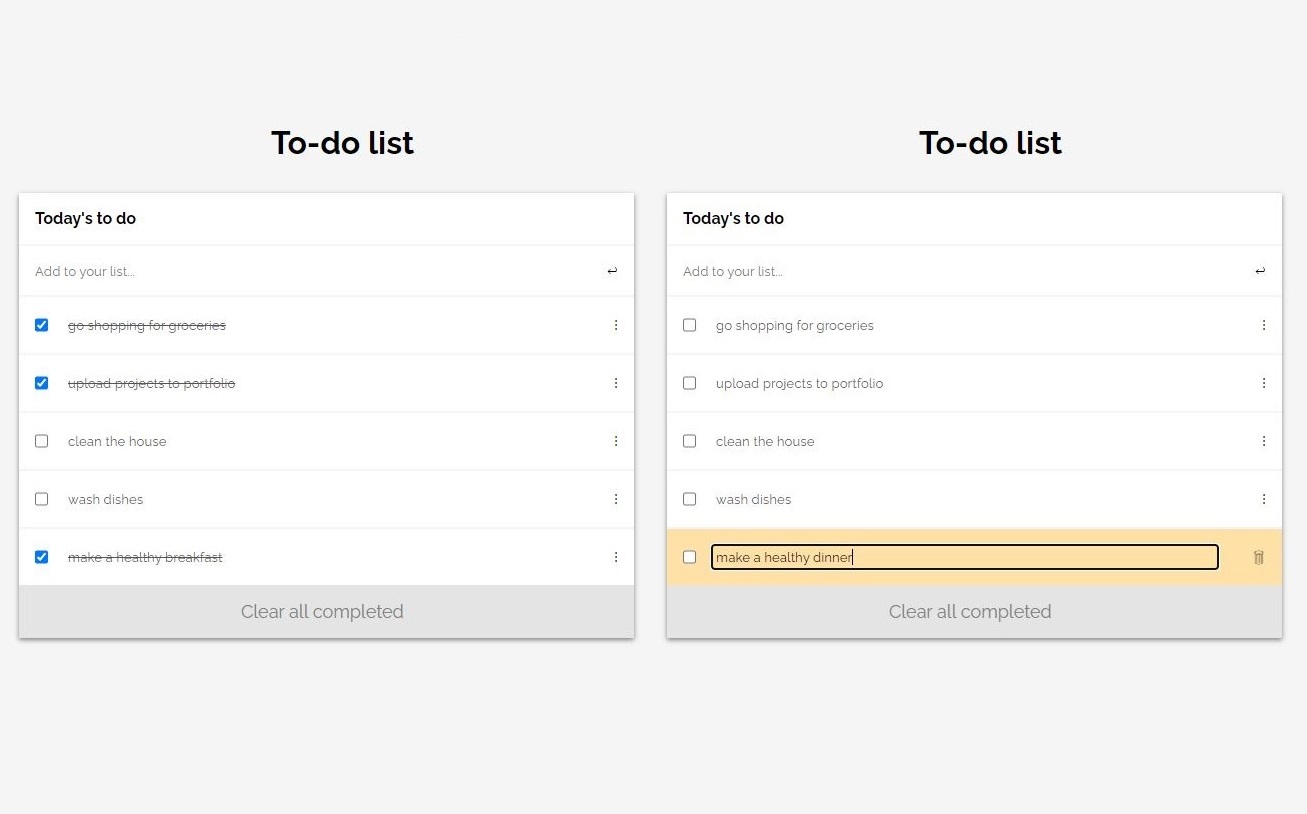 To-do list
Today's to do
Add to your list...
go shopping for groceries
upload projects to portfolio
clean the house
wash dishes
make a healthy breakfast
Clear all completed
To-do list
Today's to do
Add to your list...
go shopping for groceries
upload projects to portfolio
clean the house
wash dishes
make a healthy dinner
Clear all completed